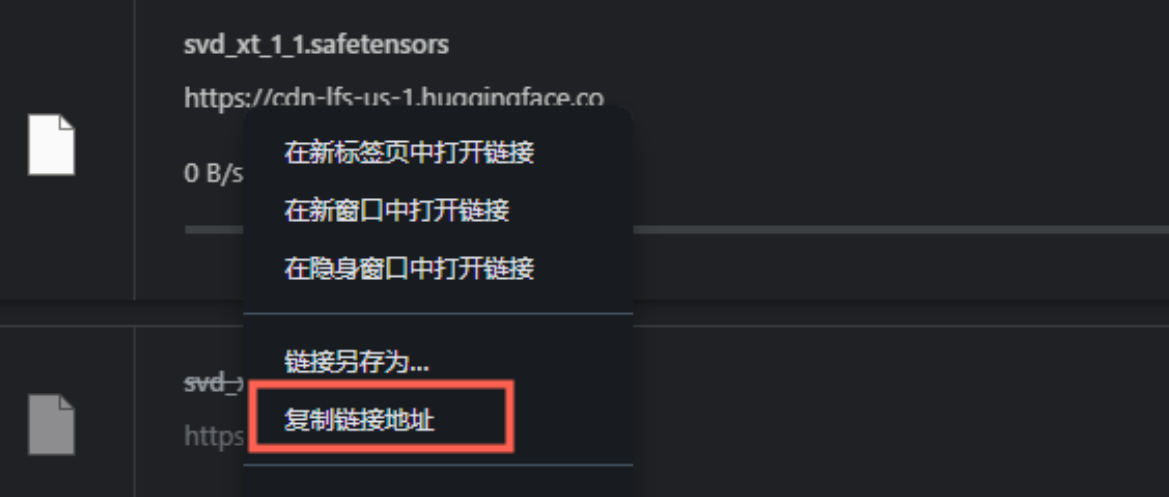 svd_xt_1_1.safetensors
https://cdn-lfs-us-1.huggingface.co
0 B/s
在新标签页中打开链接
在新窗口中打开链接
在隐身窗口中打开链接
链接另存为...
svd_
复制链接地址
https